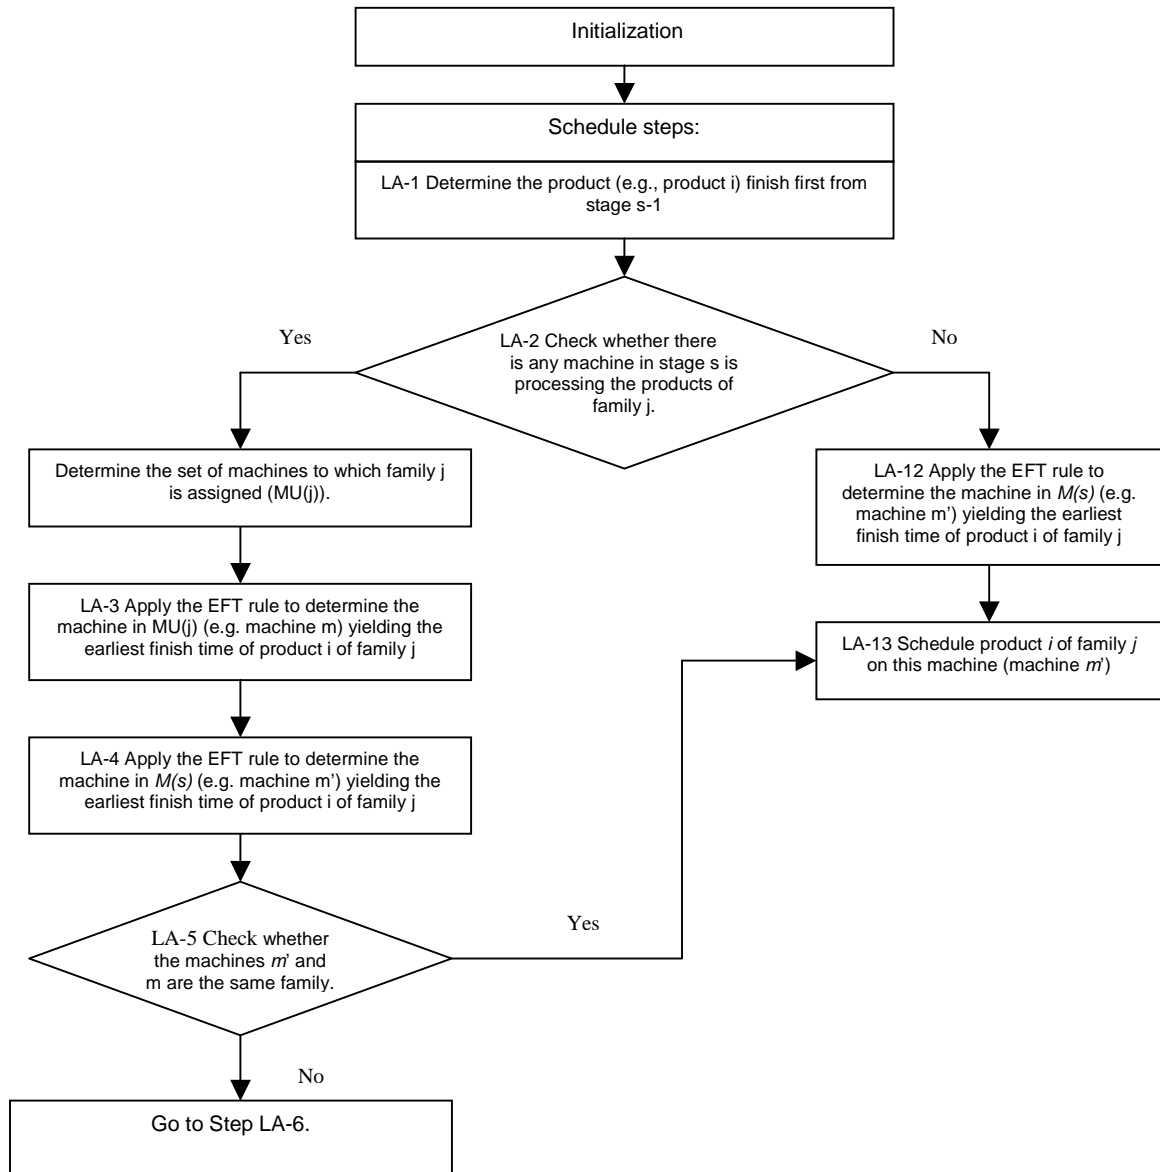 Initialization
Schedule steps:
LA-1 Determine the product (e.g., product i) finish first from
stage s-1
Yes
No
LA-2 Check whether there
is any machine in stage s is
processing the products of
family j.
Determine the set of machines to which family j
is assigned (MU(j)).
LA-12 Apply the EFT rule to
determine the machine in M(s) (e.g.
machine m’) yielding the earliest
finish time of product i of family j
LA-3 Apply the EFT rule to determine the
machine in MU(j) (e.g. machine m) yielding the
earliest finish time of product i of family j
LA-13 Schedule product i of family j
on this machine (machine m’)
LA-4 Apply the EFT rule to determine the
machine in M(s) (e.g. machine m’) yielding the
earliest finish time of product i of family j
LA-5 Check whether
the machines m’ and
m are the same family.
Yes
No
Go to Step LA-6.